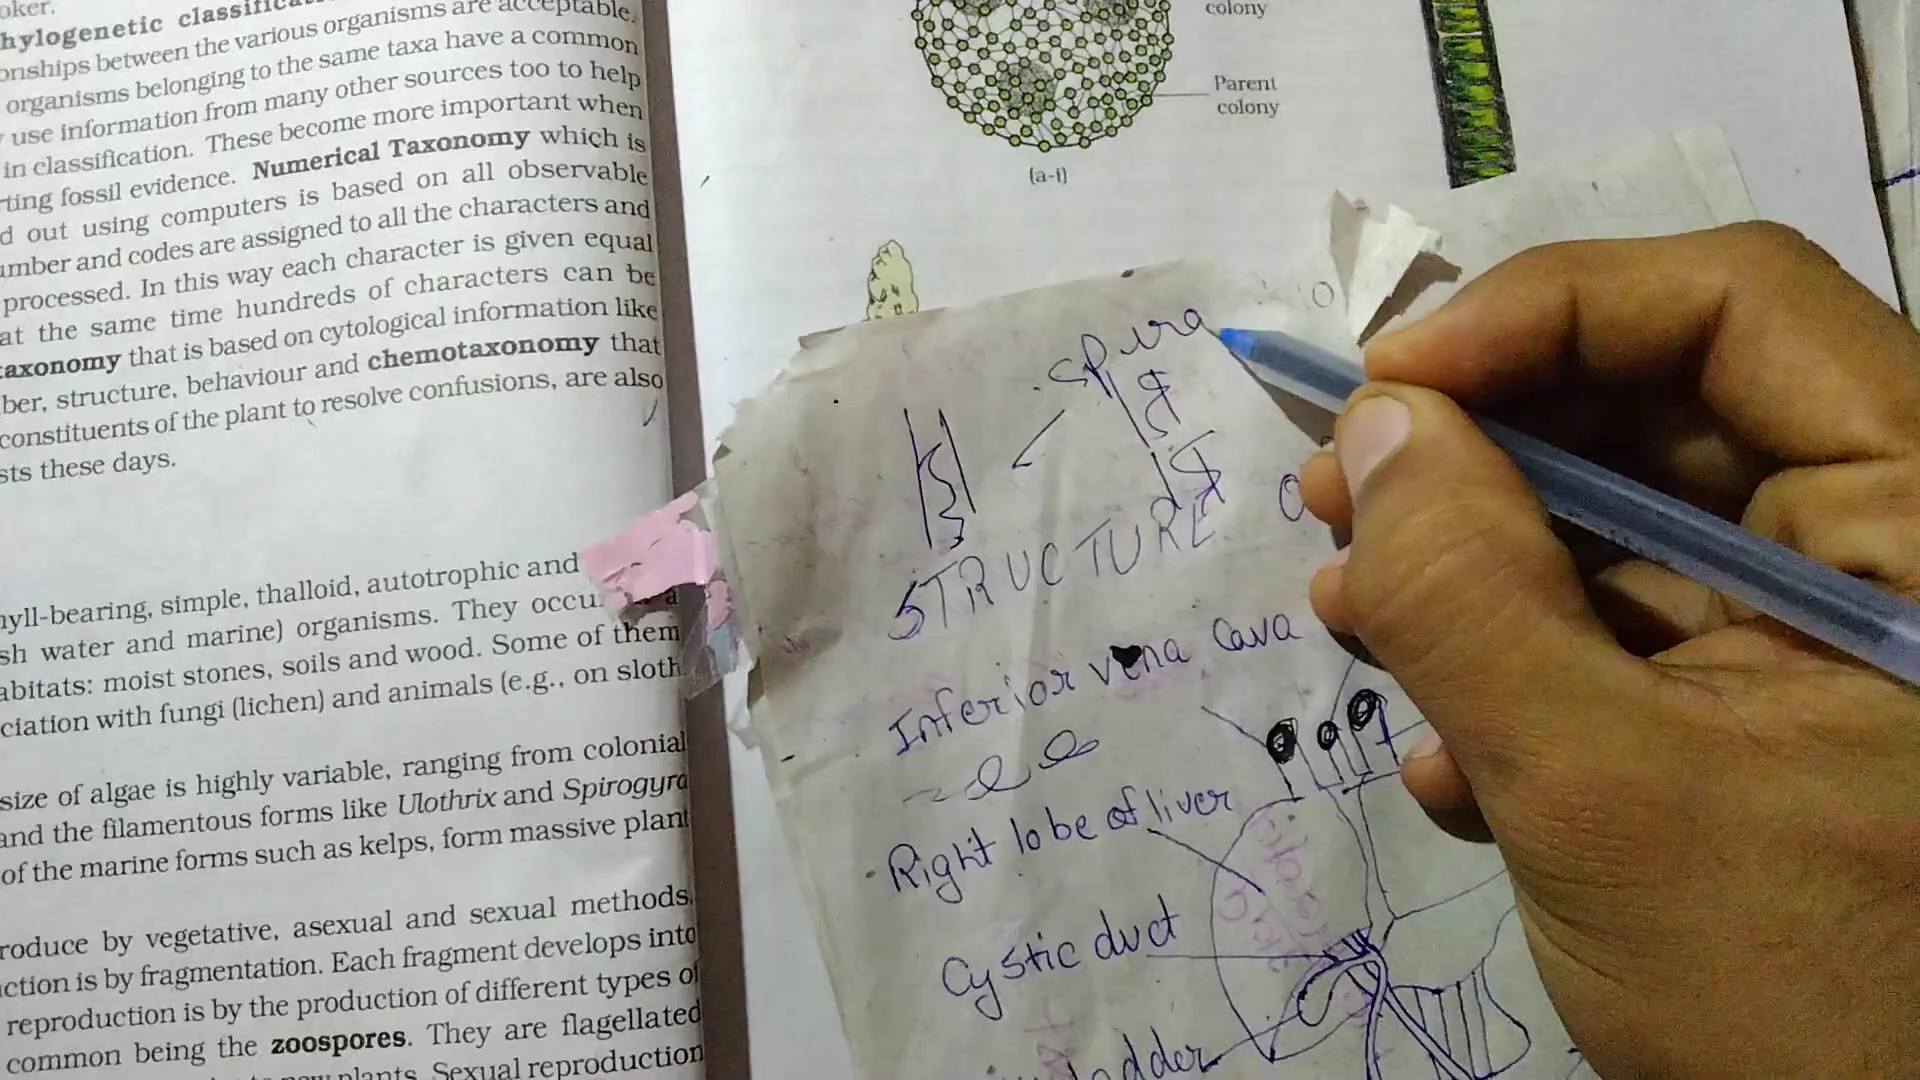 oker.
hylogenetic classifica
onships between the various organisms are acceptable.
organisms belonging to the same taxa have a common
use information from many other sources too to help
in classification. These become more important when
rting fossil evidence. Numerical Taxonomy which is
d out using computers is based on all observable
umber and codes are assigned to all the characters and
processed. In this way each character is given equal
at the same time hundreds of characters can be
taxonomy that is based on cytological information like
ber, structure, behaviour and chemotaxonomy that
constituents of the plant to resolve confusions, are also
sts these days.
hyll-bearing, simple, thalloid, autotrophic and
sh water and marine) organisms. They occu
a
abitats: moist stones, soils and wood. Some of them
ciation with fungi (lichen) and animals (e.g., on sloth
size of algae is highly variable, ranging from colonial
and the filamentous forms like Ulothrix and Spirogyra
of the marine forms such as kelps, form massive plant
roduce by vegetative, asexual and sexual methods.
ction is by fragmentation. Each fragment develops into
reproduction is by the production of different types of
common being the zoospores. They are flagellated
plants. Sexual reproduction
colony
Parent
colony
(a-i)
spira
STRUCTURE O
Inferior vena Cava
Right lobe of liver
Cystic duct
adder